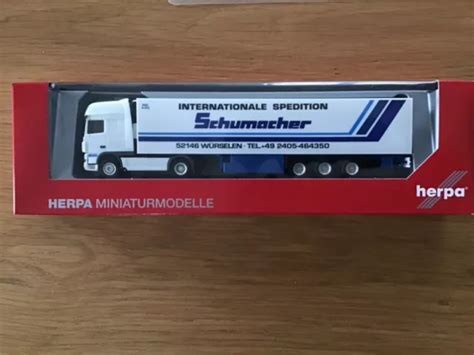 INTERNATIONALE SPEDITION
Schumacher
52146 WÜRSELEN · TEL.+49 2405-464350
HERPA MINIATURMODELLE
herpa